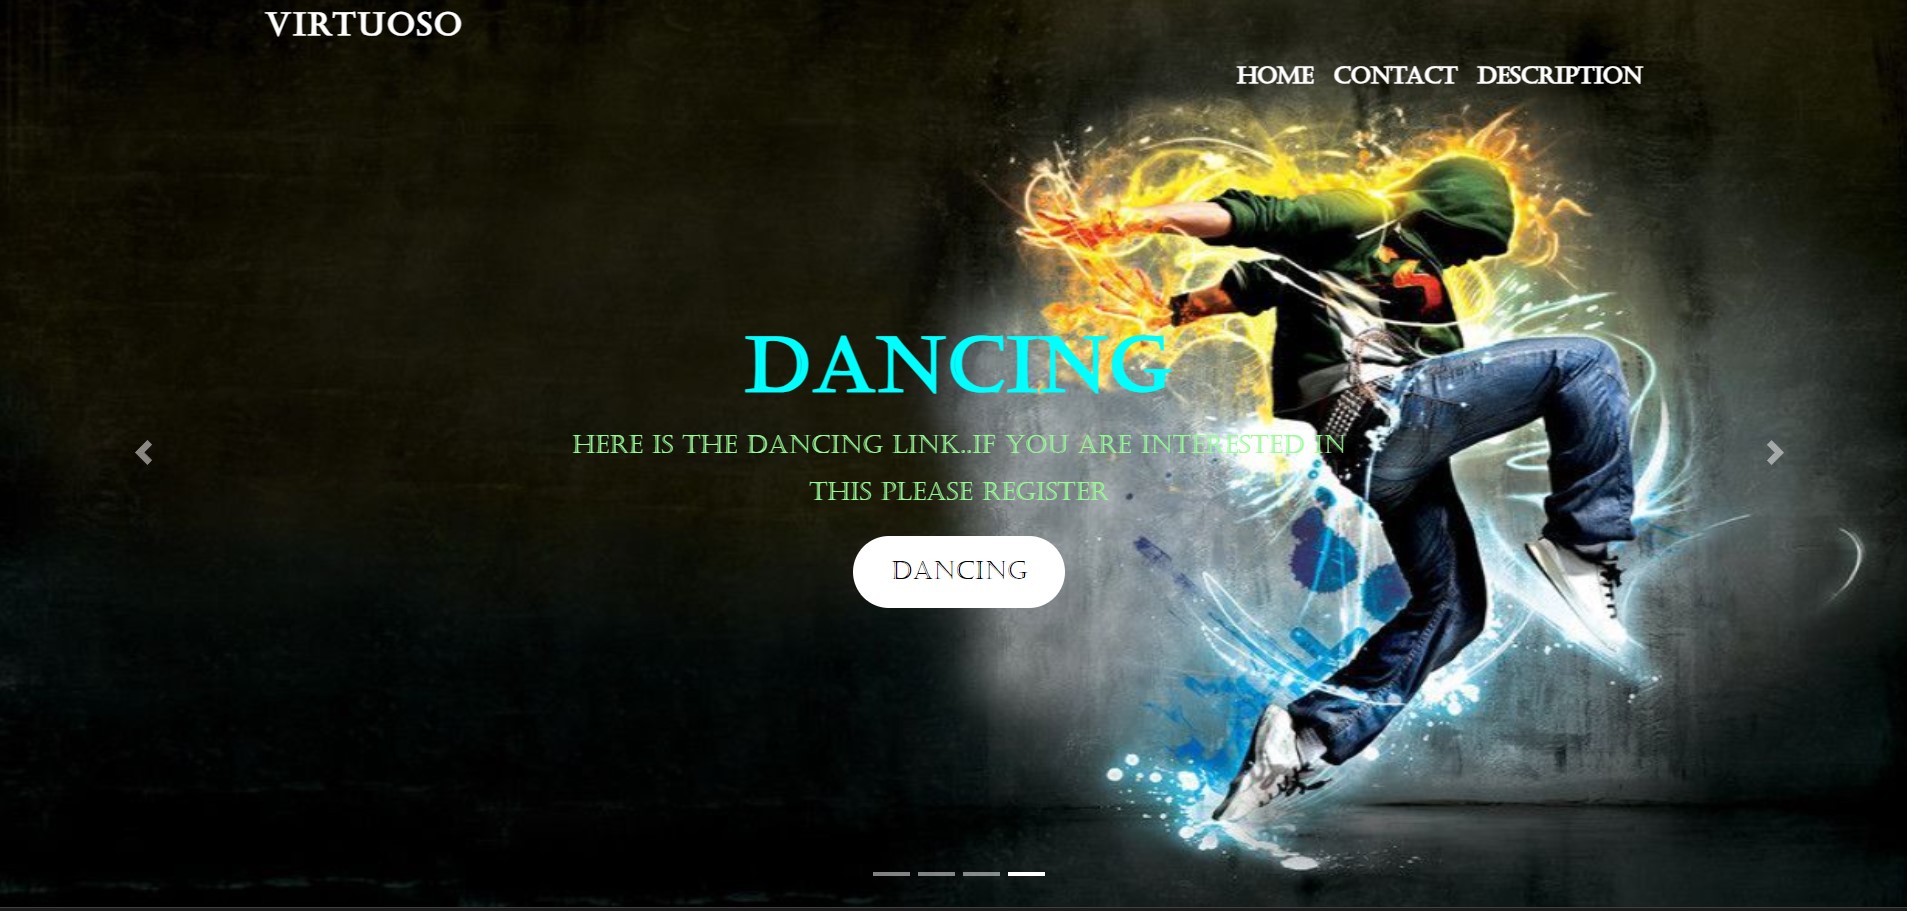 VIRTUOSO
HOME CONTACT DESCRIPTION
DANCING
HERE IS THE DANCING LINK..IF YOU ARE INTERESTED IN
THIS PLEASE REGISTER
DANCING